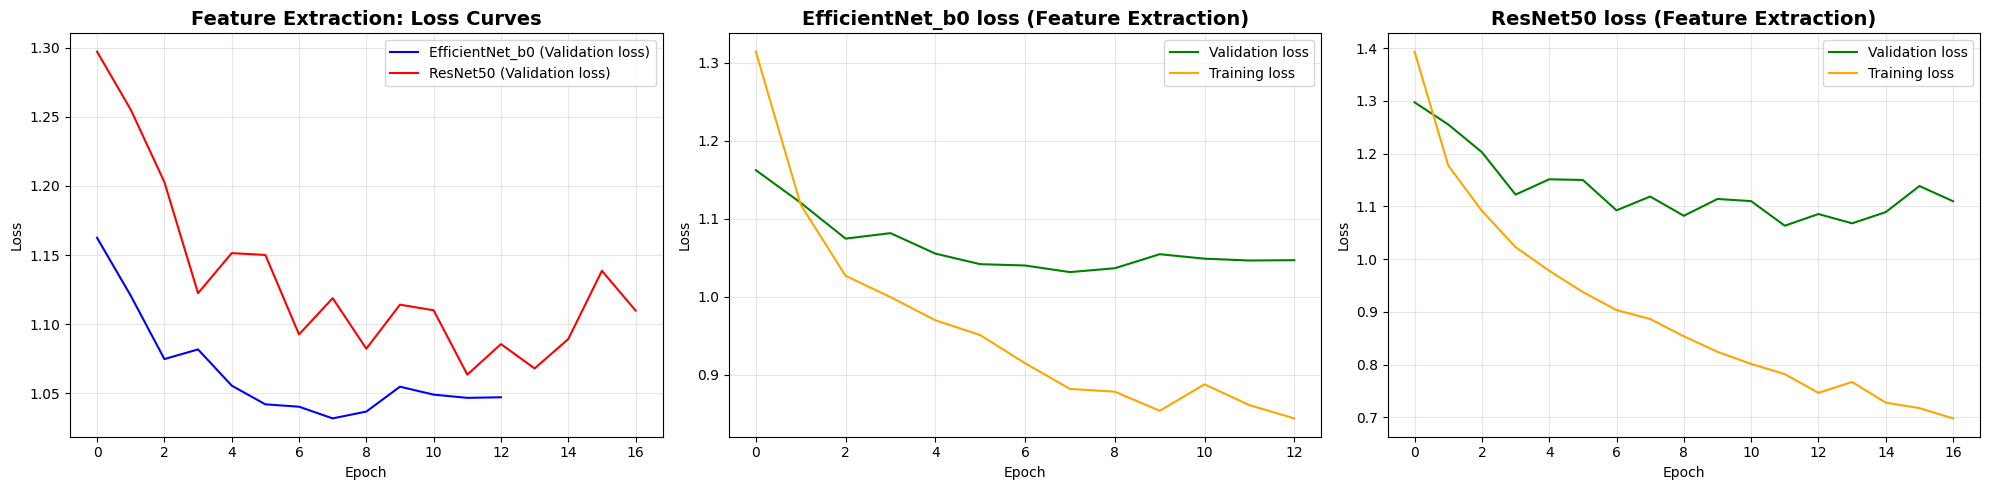 Feature Extraction: Loss Curves
Loss
1.30
1.25
1.20
1.15
1.10
1.05
EfficientNet_b0 (Validation loss)
ResNet50 (Validation loss)
0 2 4 6 8 10 12 14 16
Epoch
EfficientNet_b0 loss (Feature Extraction)
Loss
1.3
1.2
1.1
1.0
0.9
Validation loss
Training loss
0 2 4 6 8 10 12
Epoch
ResNet50 loss (Feature Extraction)
Loss
1.4
1.3
1.2
1.1
1.0
0.9
0.8
0.7
Validation loss
Training loss
0 2 4 6 8 10 12 14 16
Epoch